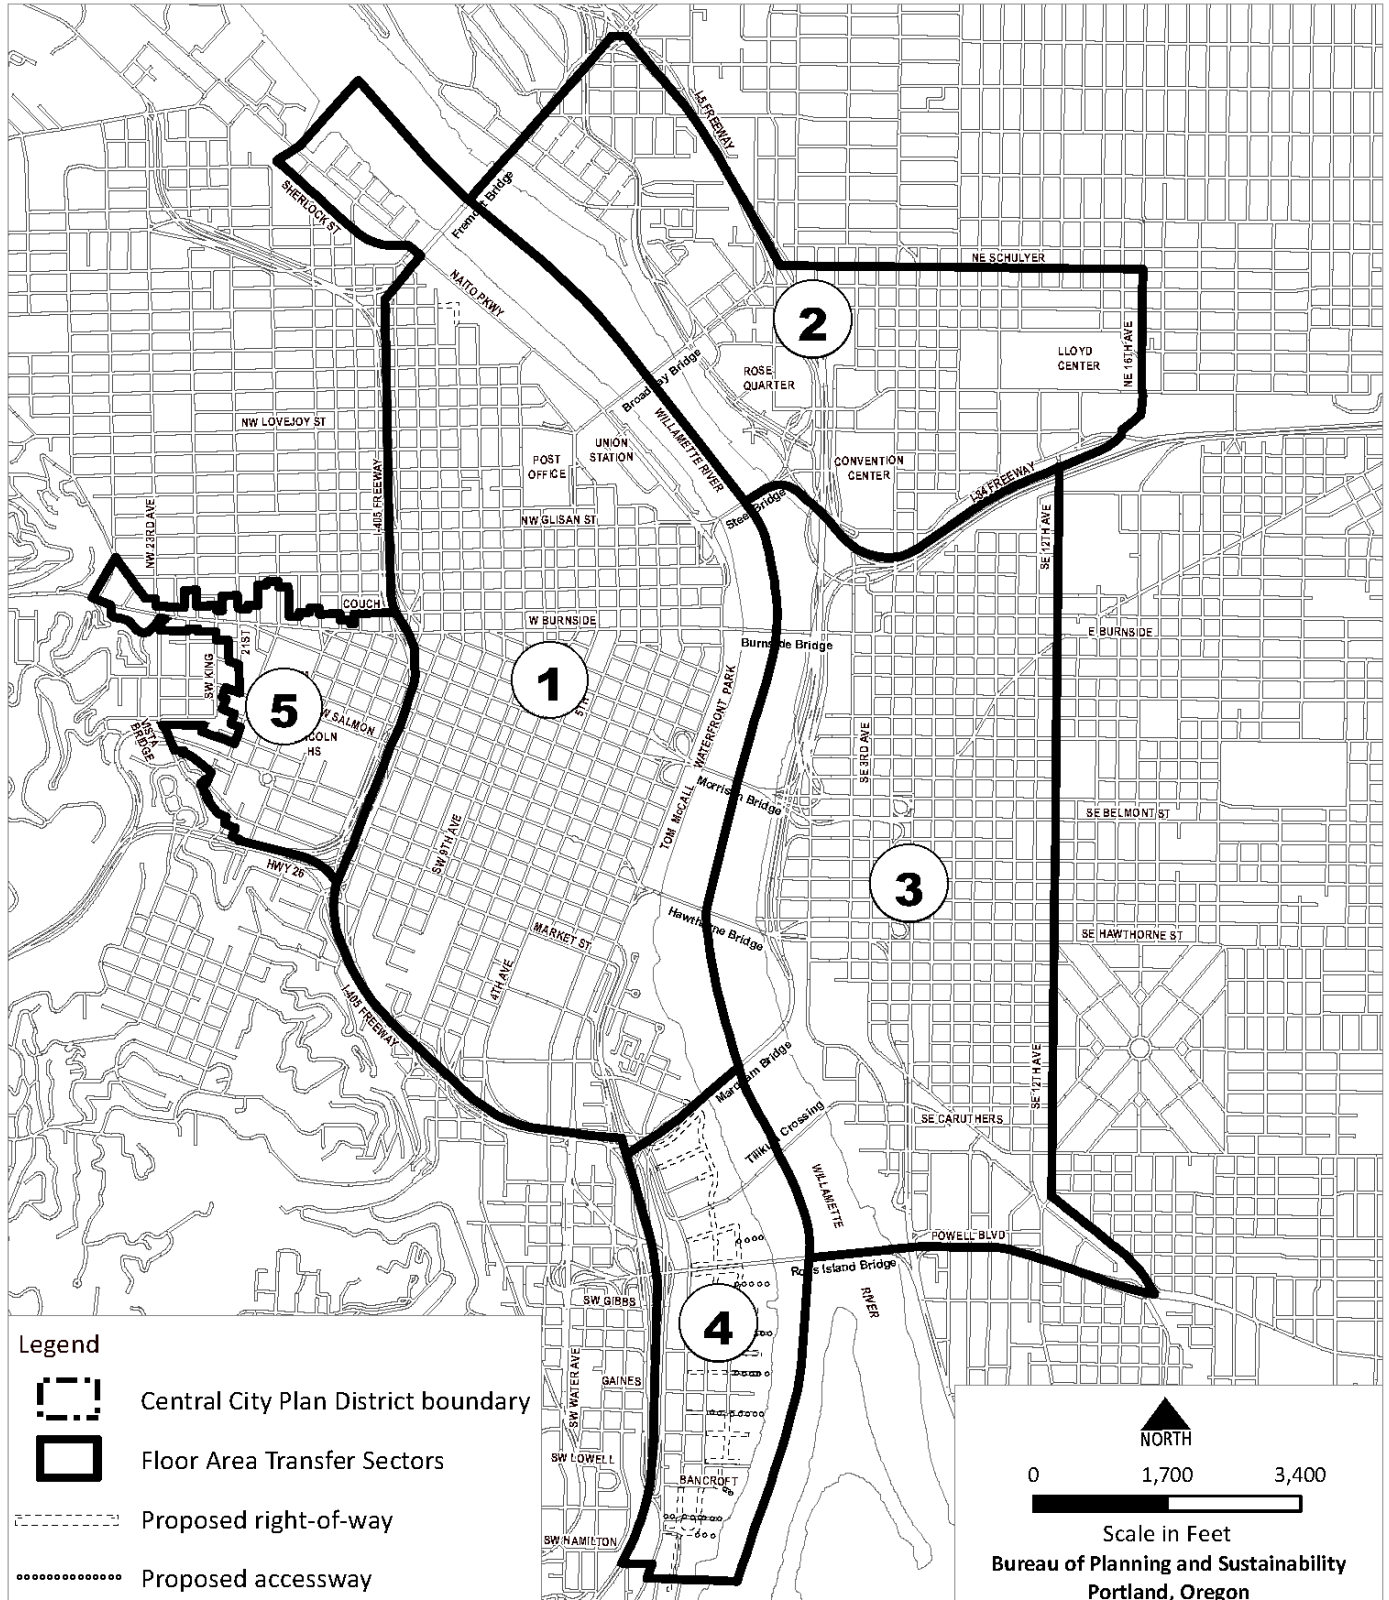 I-5 FREEWAY
SHERLOCK ST
Fremont Bridge
NE SCHULYER
NAITO PKWY
2
NE 16TH AVE
LLOYD
CENTER
ROSE
QUARTER
Broadway Bridge
NW LOVEJOY ST
WILLAMETTE RIVER
UNION
STATION
POST
OFFICE
CONVENTION
CENTER
I-405 FREEWAY
I-84 FREEWAY
NW 23RD AVE
NW GLISAN ST
Steel Bridge
SE 12TH AVE
COUCH
W BURNSIDE
E BURNSIDE
21ST
Burnside Bridge
SW KING
1
5
5TH
W SALMON
COLN
HS
VISTA
BRIDGE
TOM McCALL WATERFRONT PARK
SE 3RD AVE
Morrison Bridge
SE BELMONT ST
SW 9TH AVE
HWY 26
3
Hawthorne Bridge
MARKET ST
SE HAWTHORNE ST
4TH AVE
I-405 FREEWAY
Marquam Bridge
SE 12TH AVE
Tilikum Crossing
SE CARUTHERS
WILLAMETTE
POWELL BLVD
Ross Island Bridge
RIVER
SW GIBBS
4
GAINES
SW WATER AVE
SW LOWELL
BANCROFT
SW HAMILTON
Legend
Central City Plan District boundary
Floor Area Transfer Sectors
Proposed right-of-way
Proposed accessway
NORTH
0 1,700 3,400
Scale in Feet
Bureau of Planning and Sustainability
Portland, Oregon